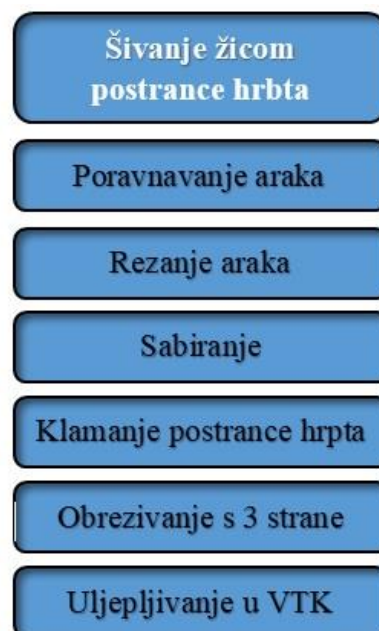 Šivanje žicom
postrance hrbta
Poravnavanje araka
Rezanje araka
Sabiranje
Klamanje postrance hrpta
Obrezivanje s 3 strane
Uljepljivanje u VTK